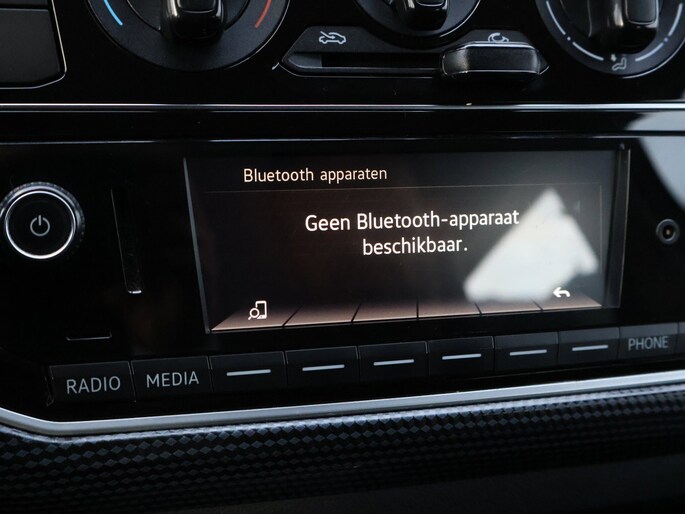 Bluetooth apparaten
Geen Bluetooth-apparaat
beschikbaar.
RADIO MEDIA PHONE